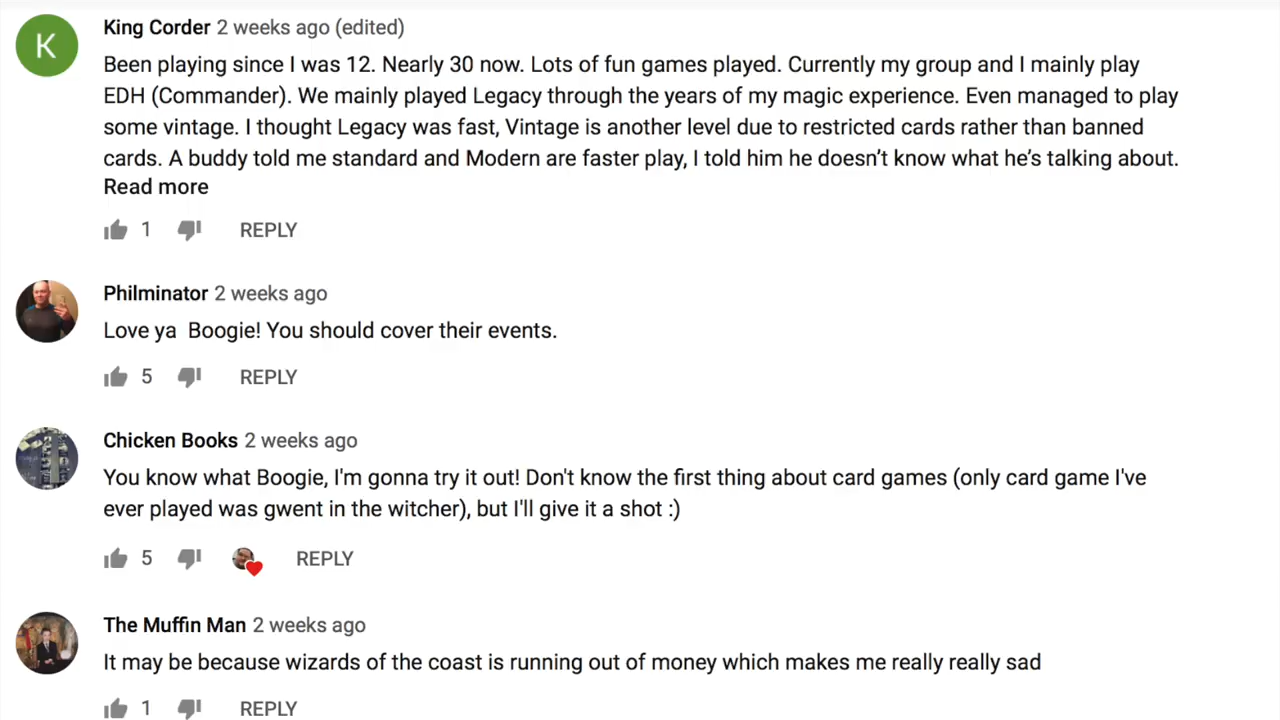 K
King Corder 2 weeks ago (edited)
Been playing since I was 12. Nearly 30 now. Lots of fun games played. Currently my group and I mainly play
EDH (Commander). We mainly played Legacy through the years of my magic experience. Even managed to play
some vintage. I thought Legacy was fast, Vintage is another level due to restricted cards rather than banned
cards. A buddy told me standard and Modern are faster play, I told him he doesn’t know what he’s talking about.
Read more
1 REPLY
Philminator 2 weeks ago
Love ya  Boogie! You should cover their events.
5 REPLY
Chicken Books 2 weeks ago
You know what Boogie, I'm gonna try it out! Don't know the first thing about card games (only card game I've
ever played was gwent in the witcher), but I'll give it a shot :)
5 REPLY
The Muffin Man 2 weeks ago
It may be because wizards of the coast is running out of money which makes me really really sad
1 REPLY